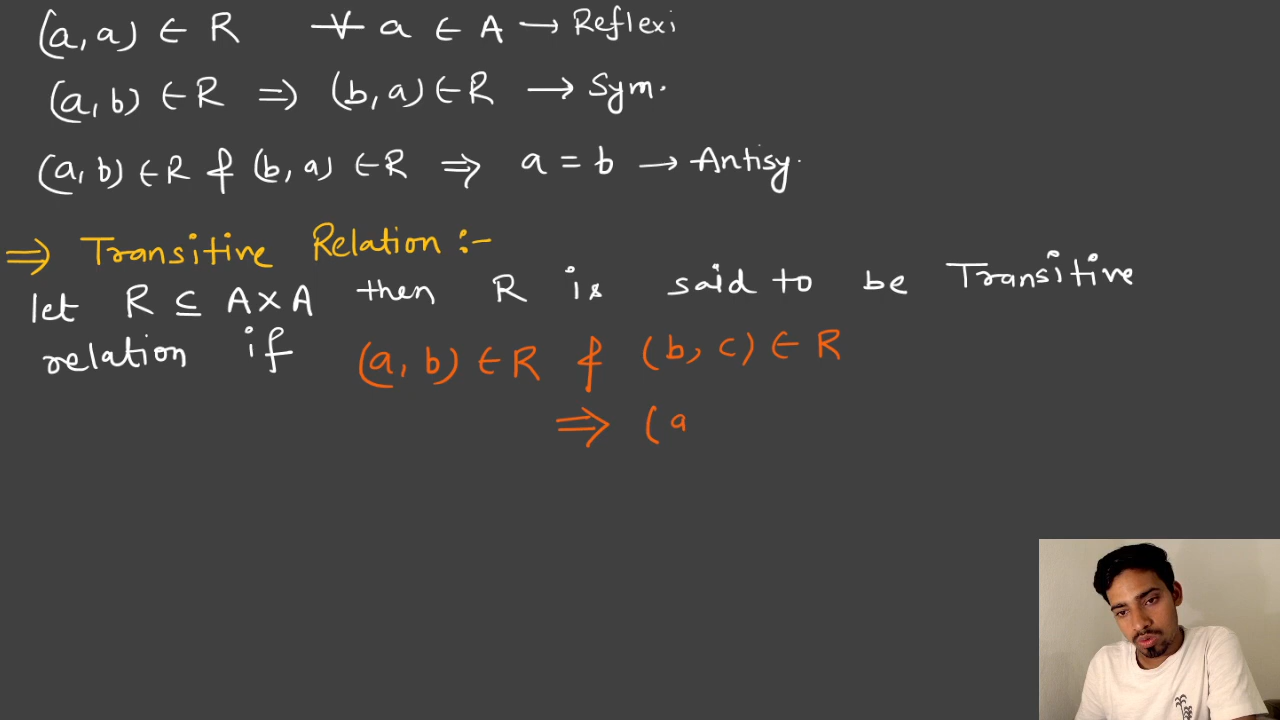 (a, a) ∈ R ∀ a ∈ A → Reflexi
(a, b) ∈ R ⇒ (b, a) ∈ R → Sym.
(a, b) ∈ R & (b, a) ∈ R ⇒ a = b → Antisy.
⇒ Transitive Relation :-
let R ⊆ A×A then R is said to be Transitive
relation if (a, b) ∈ R & (b, c) ∈ R
⇒ (a